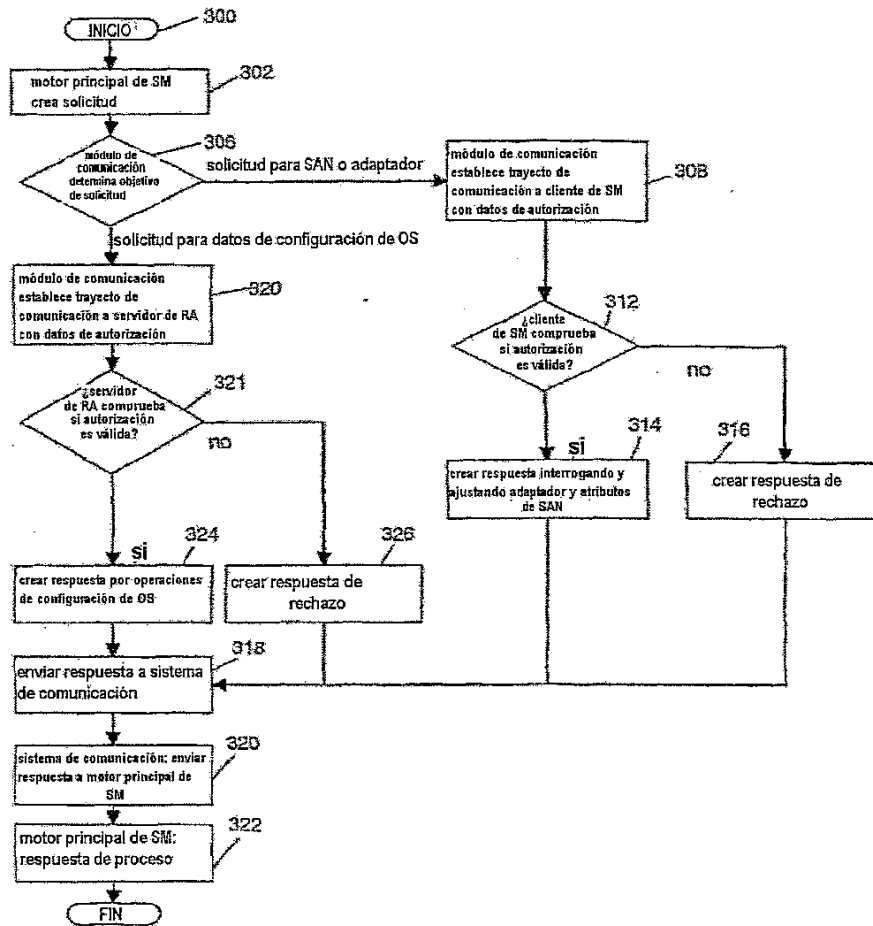 INICIO
300
motor principal de SM
crea solicitud
302
306
módulo de
comunicación
determina objetivo
de solicitud
solicitud para SAN o adaptador
módulo de comunicación
establece trayecto de
comunicación a cliente de SM
con datos de autorización
308
solicitud para datos de configuración de OS
módulo de comunicación
establece trayecto de
comunicación a servidor de RA
con datos de autorización
320
312
¿cliente
de SM comprueba
si autorización
es válida?
no
321
¿servidor
de RA comprueba
si autorización
es válida?
no
si
314
crear respuesta interrogando y
ajustando adaptador y atributos
de SAN
316
crear respuesta de
rechazo
si
324
crear respuesta por operaciones
de configuración de OS
326
crear respuesta de
rechazo
318
enviar respuesta a sistema
de comunicación
320
sistema de comunicación: enviar
respuesta a motor principal de
SM
322
motor principal de SM:
respuesta de proceso
FIN